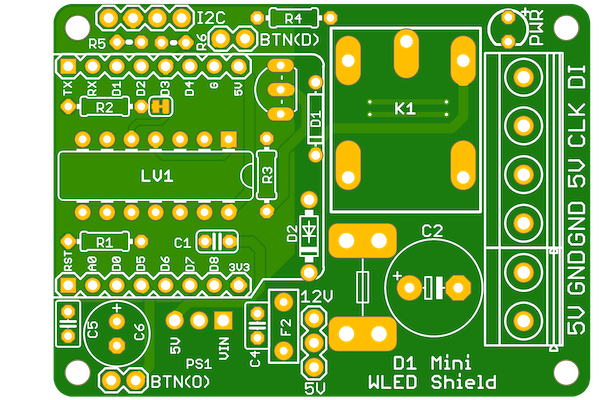 I2C
R4
PWR
R5
R6
BTN(D)
TX RX D1 D2 D3 D4 G 5V
R2
D1
K1
DI
CLK
5V
GND
GND
5V
LV1
R3
R1
C1
D2
C2
RST A0 D0 D5 D6 D7 D8 3V3
12V
C5
C6
5V
VIN
PS1
C4
F2
5V
BTN(O)
D1 Mini
WLED Shield